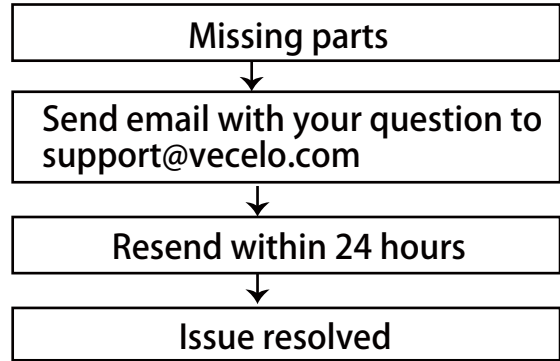 Missing parts
Send email with your question to
support@vecelo.com
Resend within 24 hours
Issue resolved